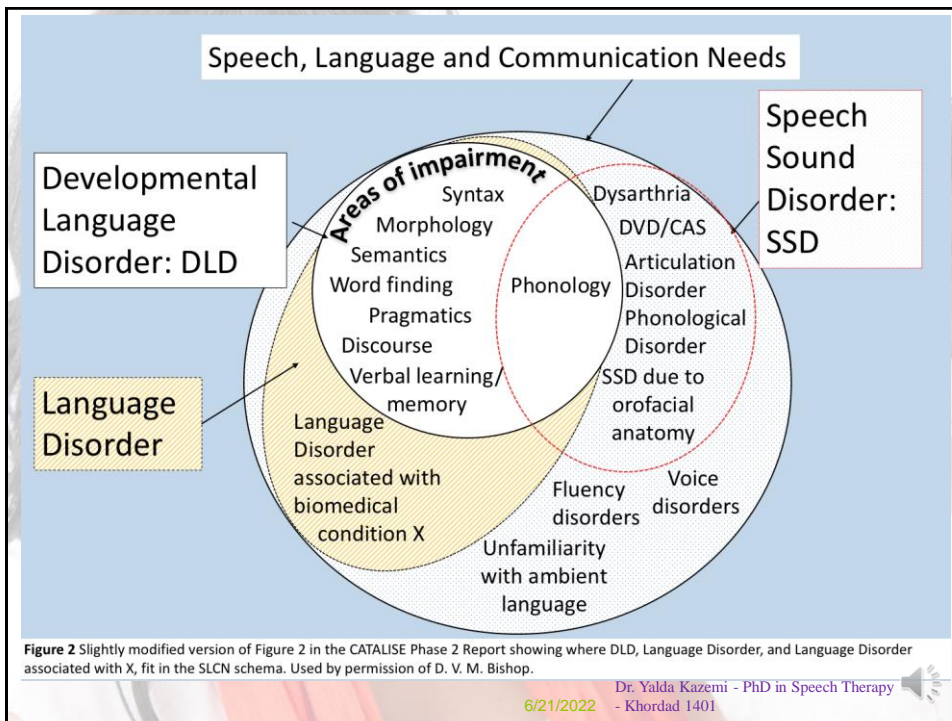 Speech, Language and Communication Needs
Speech
Sound
Disorder:
SSD
Developmental
Language
Disorder: DLD
Language
Disorder
Areas of impairment
Syntax
Morphology
Semantics
Word finding
Pragmatics
Discourse
Verbal learning/
memory
Phonology
Dysarthria
DVD/CAS
Articulation
Disorder
Phonological
Disorder
SSD due to
orofacial
anatomy
Language
Disorder
associated with
biomedical
condition X
Fluency
disorders
Voice
disorders
Unfamiliarity
with ambient
language
Figure 2 Slightly modified version of Figure 2 in the CATALISE Phase 2 Report showing where DLD, Language Disorder, and Language Disorder
associated with X, fit in the SLCN schema. Used by permission of D. V. M. Bishop.
6/21/2022
Dr. Yalda Kazemi - PhD in Speech Therapy
- Khordad 1401